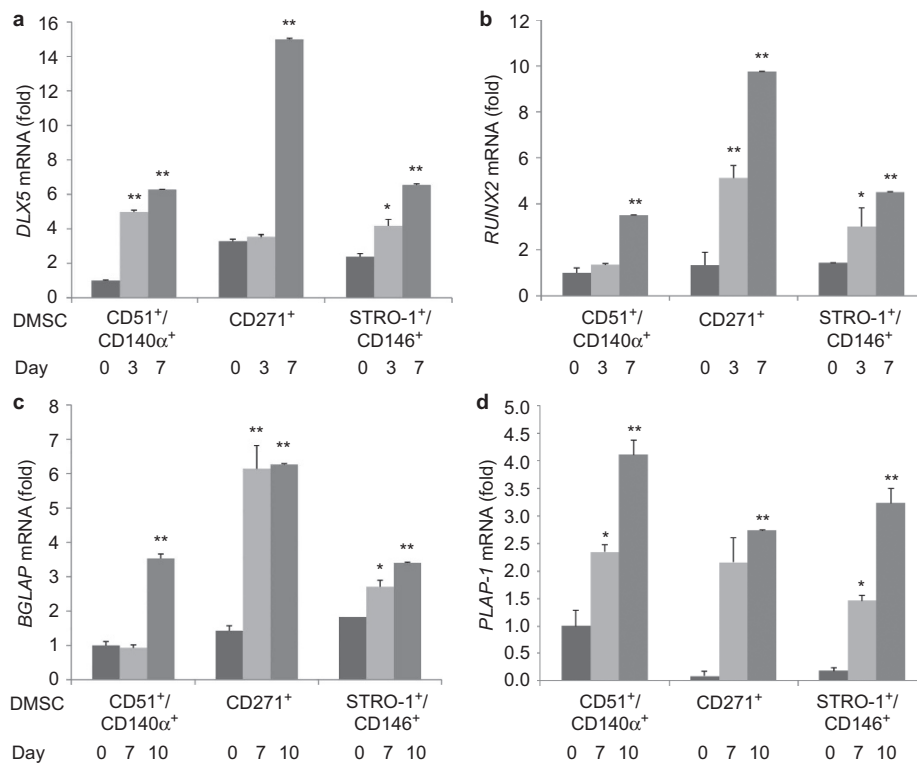 a
DLX5 mRNA (fold)
16
14
12
10
8
6
4
2
0
** ** ** * **
DMSC CD51⁺/ CD140α⁺ CD271⁺ STRO-1⁺/ CD146⁺
Day 0 3 7 0 3 7 0 3 7
b
RUNX2 mRNA (fold)
12
10
8
6
4
2
0
** ** ** * **
CD51⁺/ CD140α⁺ CD271⁺ STRO-1⁺/ CD146⁺
0 3 7 0 3 7 0 3 7
c
BGLAP mRNA (fold)
8
7
6
5
4
3
2
1
0
** ** ** * **
DMSC CD51⁺/ CD140α⁺ CD271⁺ STRO-1⁺/ CD146⁺
Day 0 7 10 0 7 10 0 7 10
d
PLAP-1 mRNA (fold)
5.0
4.5
4.0
3.5
3.0
2.5
2.0
1.5
1.0
0.5
0.0
* ** ** * **
CD51⁺/ CD140α⁺ CD271⁺ STRO-1⁺/ CD146⁺
0 7 10 0 7 10 0 7 10